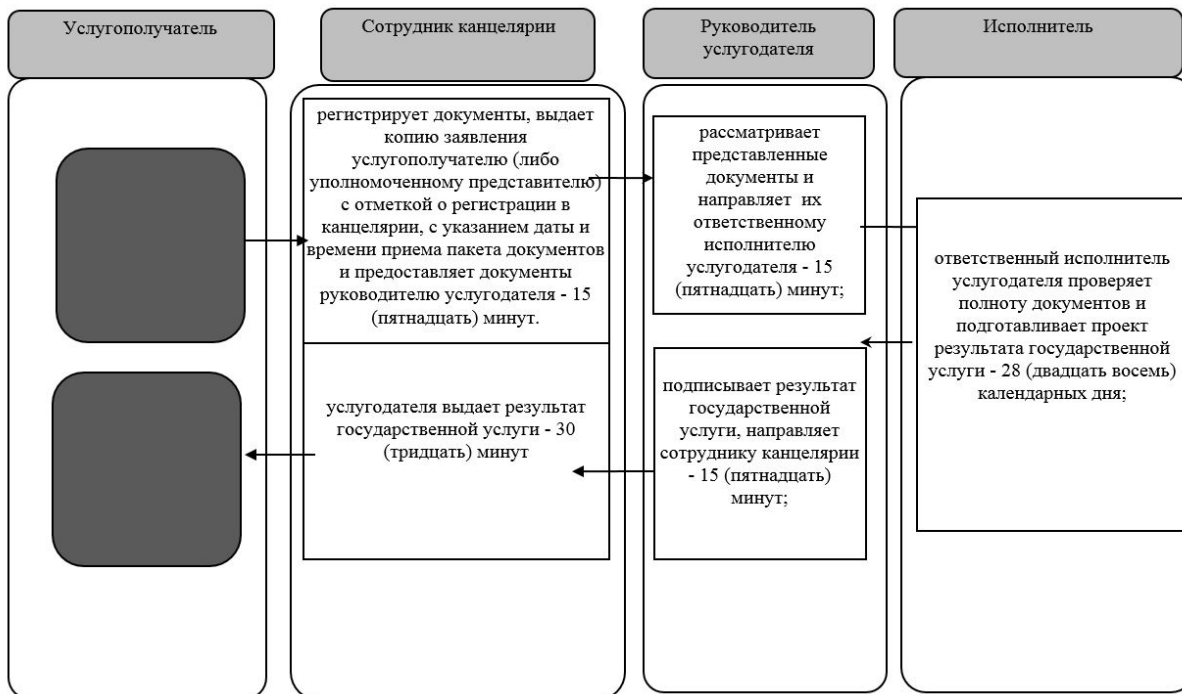 Услугополучатель
Сотрудник канцелярии
Руководитель
услугодателя
Исполнитель
регистрирует документы, выдает
копию заявления
услугополучателю (либо
уполномоченному представителю)
с отметкой о регистрации в
канцелярии, с указанием даты и
времени приема пакета документов
и предоставляет документы
руководителю услугодателя - 15
(пятнадцать) минут.
рассматривает
представленные
документы и
направляет их
ответственному
исполнителю
услугодателя - 15
(пятнадцать) минут;
ответственный исполнитель
услугодателя проверяет
полноту документов и
подготавливает проект
результата государственной
услуги - 28 (двадцать восемь)
календарных дня;
подписывает результат
государственной
услуги, направляет
сотруднику канцелярии
- 15 (пятнадцать)
минут;
услугодателя выдает результат
государственной услуги - 30
(тридцать) минут